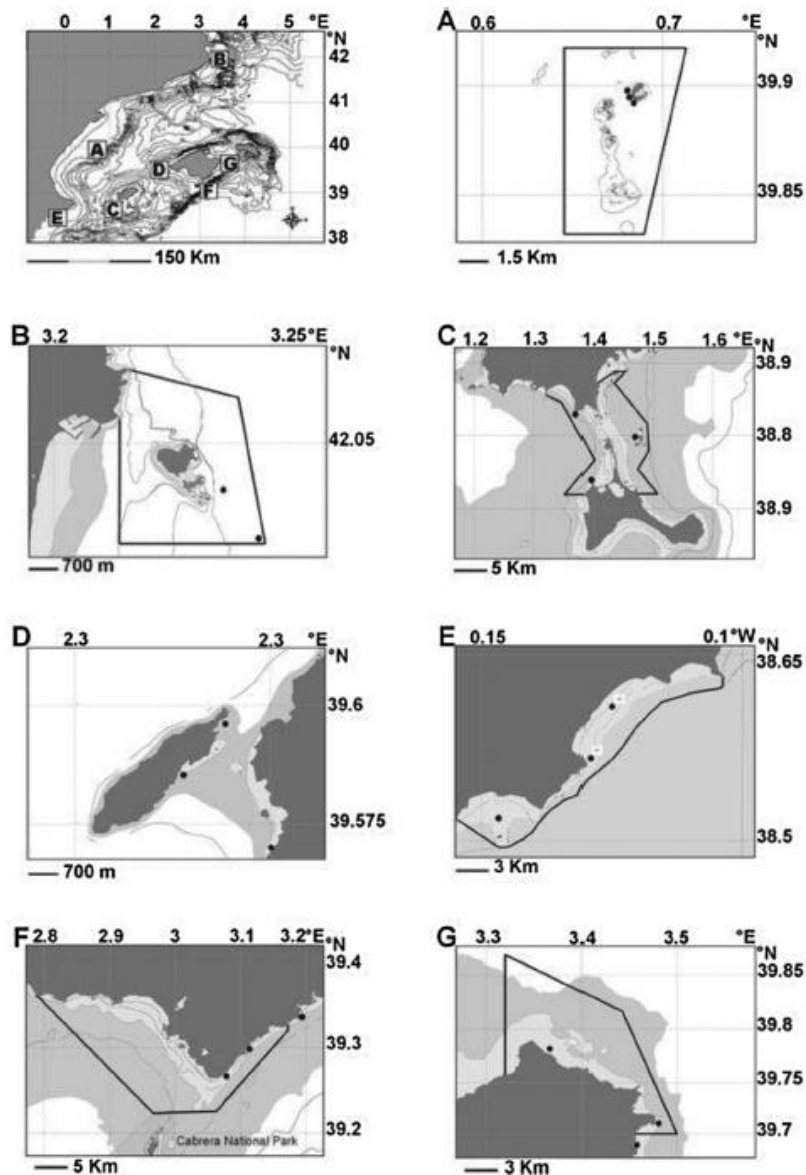 0 1 2 3 4 5 °E
°N
42
41
40
39
38
B
A
D
G
F
C
E
150 Km
A
0.6 0.7 °E
°N
39.9
39.85
1.5 Km
B
3.2 3.25°E
°N
42.05
700 m
C
1.2 1.3 1.4 1.5 1.6 °E
°N
38.9
38.8
38.9
5 Km
D
2.3 2.3 °E
°N
39.6
39.575
700 m
E
0.15 0.1°W
°N
38.65
38.5
3 Km
F
2.8 2.9 3 3.1 3.2°E
°N
39.4
39.3
39.2
Cabrera National Park
5 Km
G
3.3 3.4 3.5 °E
°N
39.85
39.8
39.75
39.7
3 Km